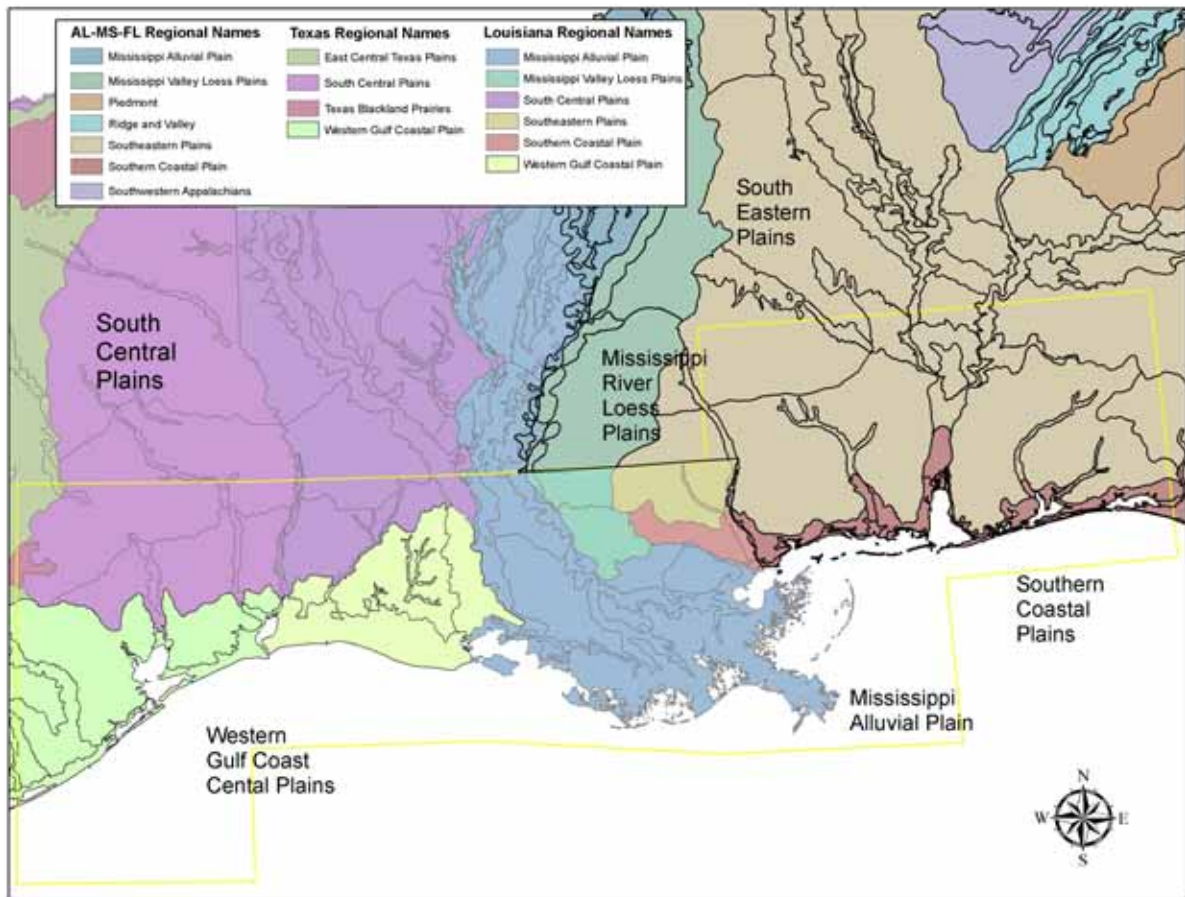 AL-MS-FL Regional Names
Mississippi Alluvial Plain
Mississippi Valley Loess Plains
Piedmont
Ridge and Valley
Southeastern Plains
Southern Coastal Plain
Southwestern Appalachians
Texas Regional Names
East Central Texas Plains
South Central Plains
Texas Blackland Prairies
Western Gulf Coastal Plain
Louisiana Regional Names
Mississippi Alluvial Plain
Mississippi Valley Loess Plains
South Central Plains
Southeastern Plains
Southern Coastal Plain
Western Gulf Coastal Plain
South
Eastern
Plains
South
Central
Plains
Mississippi
River
Loess
Plains
Southern
Coastal
Plains
Mississippi
Alluvial Plain
Western
Gulf Coast
Cental Plains
N
W E
S